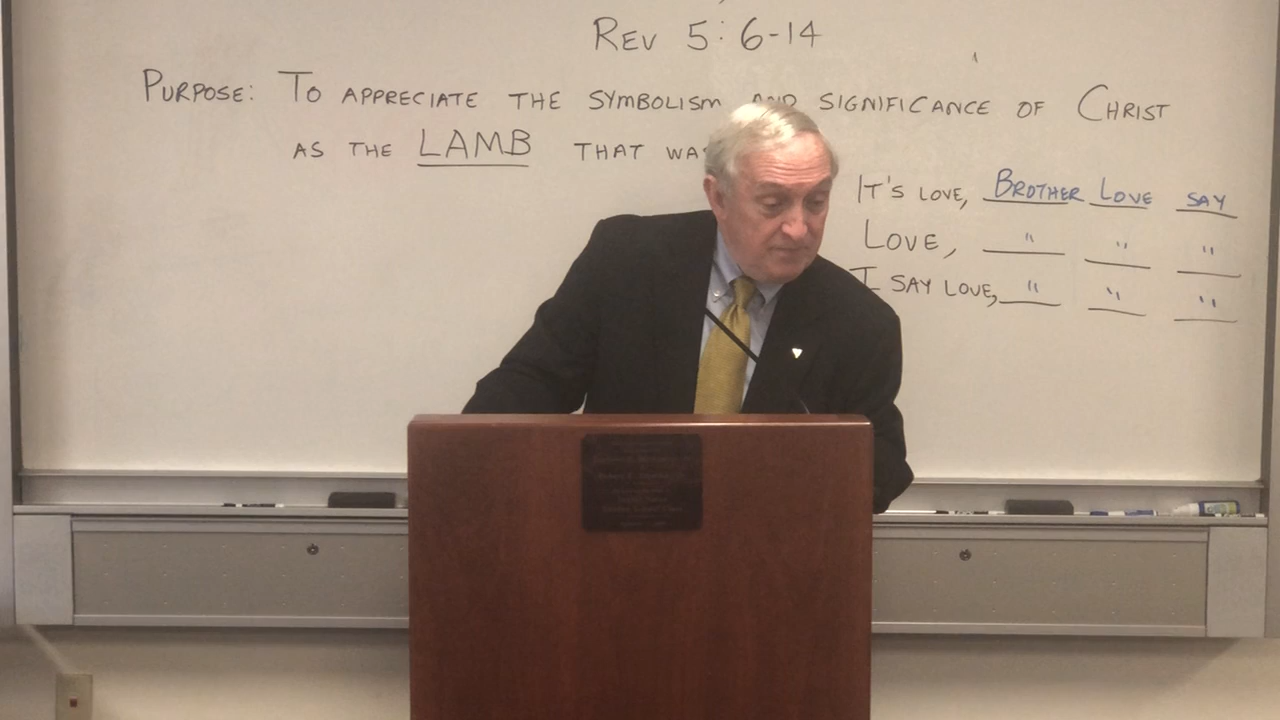 REV 5:6-14
PURPOSE: TO APPRECIATE THE SYMBOLISM AND SIGNIFICANCE OF CHRIST
AS THE LAMB THAT
IT'S LOVE, BROTHER LOVE SAY
LOVE, " " "
I SAY LOVE, " " "